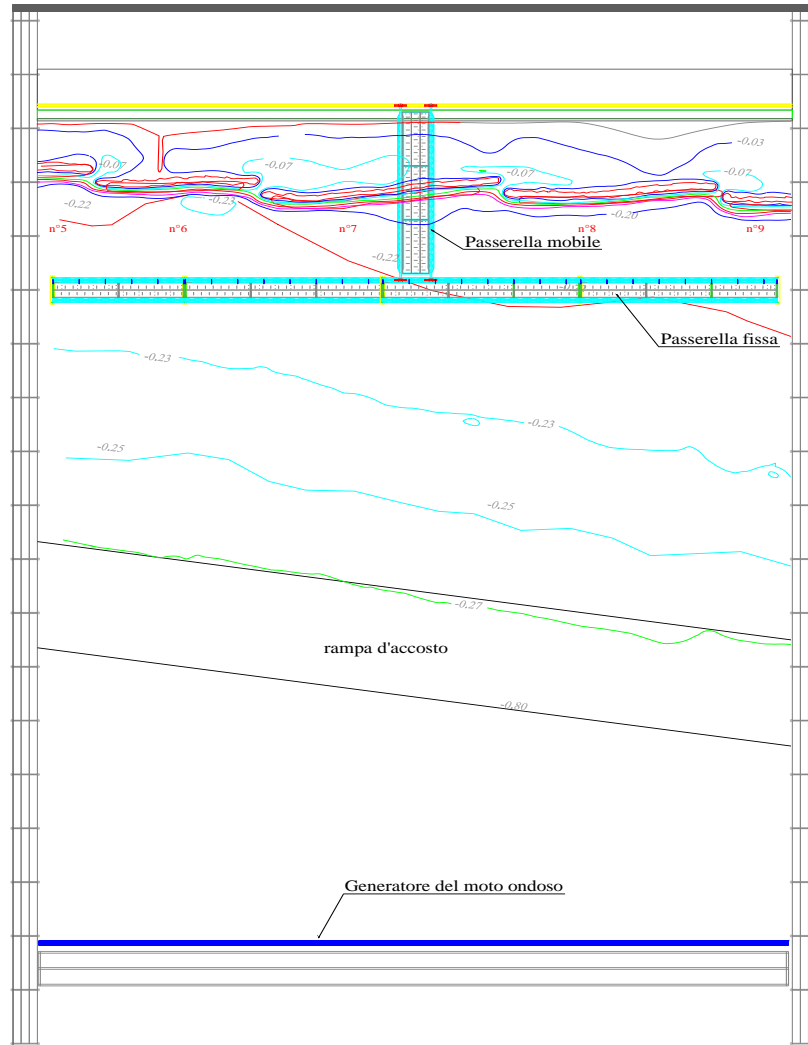 -0.03
-0.07
-0.07
-0.07
-0.07
-0.22
-0.23
-0.20
n°5
n°6
n°7
n°8
n°9
Passerella mobile
-0.22
Passerella fissa
-0.23
-0.23
-0.25
-0.25
-0.27
rampa d'accosto
-0.80
Generatore del moto ondoso